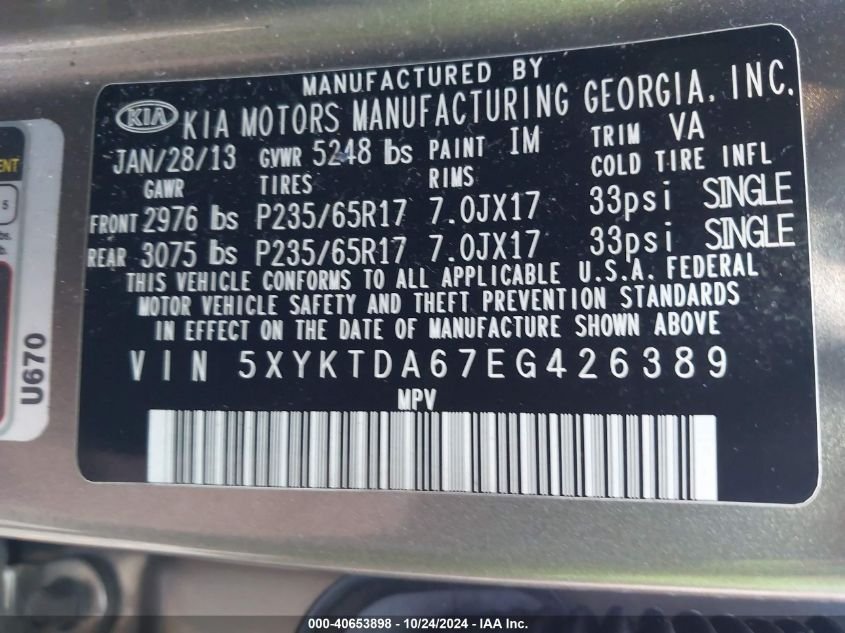 MANUFACTURED BY
KIA KIA MOTORS MANUFACTURING GEORGIA, INC.
JAN/28/13 GVWR 5248 lbs PAINT IM TRIM VA
GAWR TIRES RIMS COLD TIRE INFL
FRONT 2976 lbs P235/65R17 7.0JX17 33psi SINGLE
REAR 3075 lbs P235/65R17 7.0JX17 33psi SINGLE
THIS VEHICLE CONFORMS TO ALL APPLICABLE U.S.A. FEDERAL
MOTOR VEHICLE SAFETY AND THEFT PREVENTION STANDARDS
IN EFFECT ON THE DATE OF MANUFACTURE SHOWN ABOVE
VIN 5XYKTDA67EG426389
MPV
5
U670
000-40653898 - 10/24/2024 - IAA Inc.